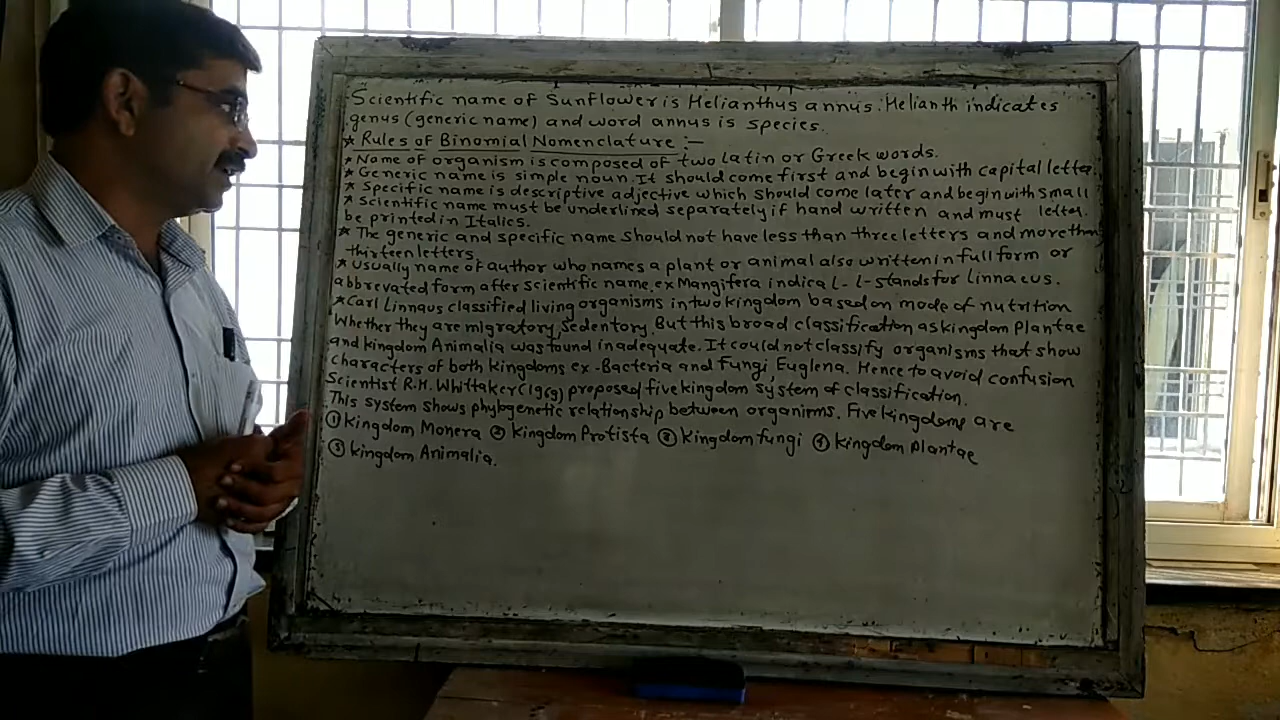 Scientific name of Sunflower is Helianthus annus. Helianth indicates
genus (generic name) and word annus is species.
* Rules of Binomial Nomenclature :-
* Name of organism is composed of two latin or Greek words.
* Generic name is simple noun. It should come first and begin with capital letter.
* Specific name is descriptive adjective which should come later and begin with small letter.
* Scientific name must be underlined separately if hand written and must
be printed in Italics.
* The generic and specific name should not have less than three letters and more than
thirteen letters.
* Usually name of author who names a plant or animal also written in full form or
abbrevated form after scientific name. ex Mangifera indica L - L-stands for Linnaeus.
* Carl Linnaus classified living organisms in two kingdom based on mode of nutrition
Whether they are migratory, sedentory. But this broad classification as kingdom Plantae
and kingdom Animalia was found inadequate. It could not classify organisms that show
characters of both kingdoms ex - Bacteria and Fungi, Euglena. Hence to avoid confusion
Scientist R.H. Whittaker (1969) proposed five kingdom system of classification.
This system shows phylogenetic relationship between organisms. Five kingdoms are
① kingdom Monera ② kingdom Protista ③ kingdom fungi ④ kingdom Plantae
⑤ kingdom Animalia.